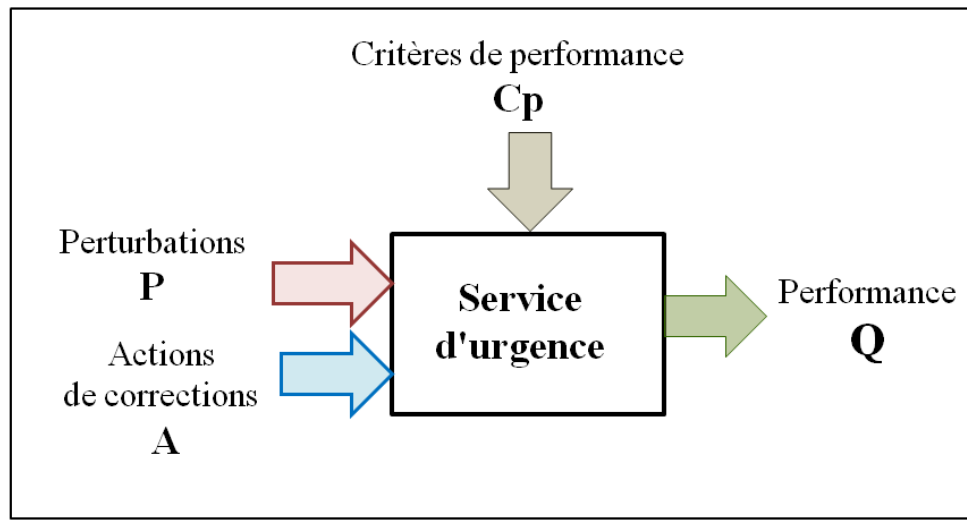 Critères de performance
Cp
Perturbations
P
Actions
de corrections
A
Service
d'urgence
Performance
Q